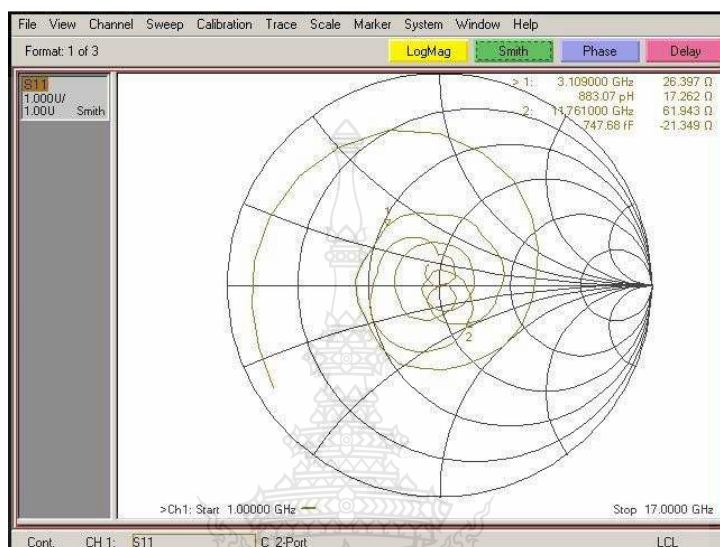 File View Channel Sweep Calibration Trace Scale Marker System Window Help
Format: 1 of 3 LogMag Smith Phase Delay
S11
1.000U/
1.00U Smith
> 1: 3.109000 GHz 26.397 Ω
883.07 pH 17.262 Ω
2: 11.761000 GHz 61.943 Ω
747.68 fF -21.349 Ω
1
2
>Ch1: Start 1.00000 GHz Stop 17.0000 GHz
Cont. CH 1: S11 C 2-Port LCL